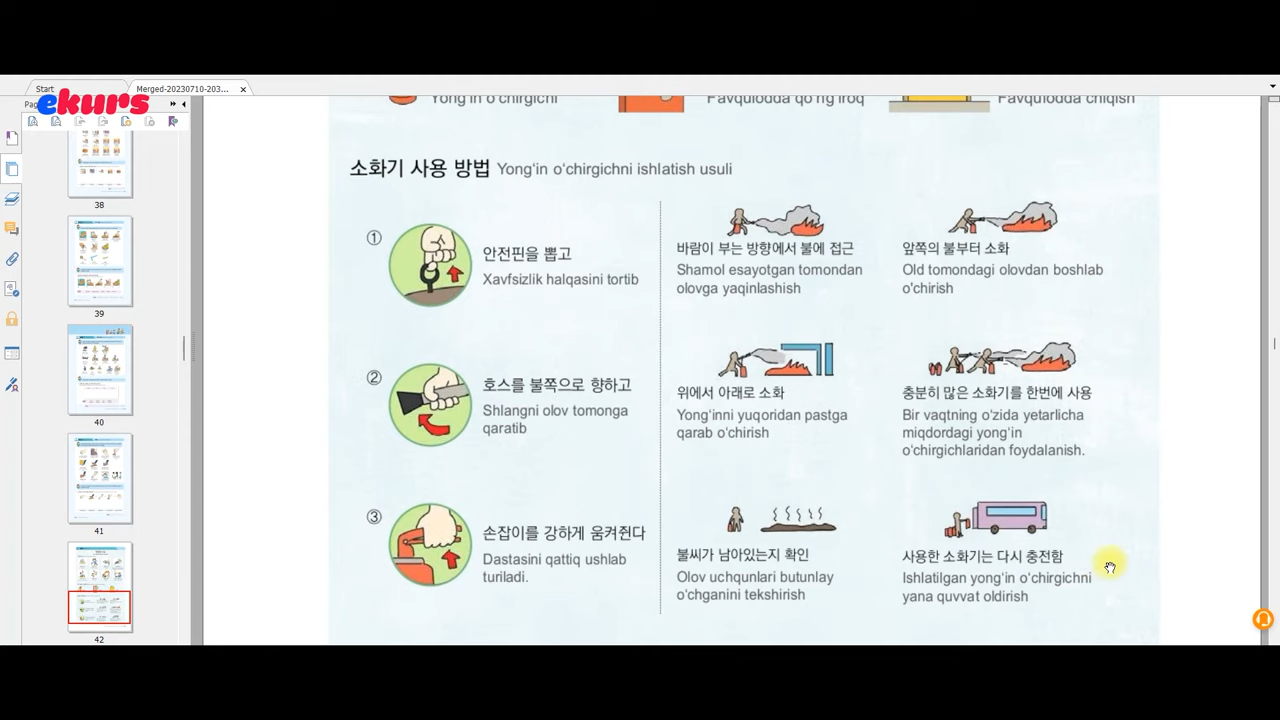 Start
Merged-20230710-203...
ekurs
38
39
40
41
42
Yong'in o'chirgichi
Favqulodda qo'ng'iroq
Favqulodda chiqish
소화기 사용 방법 Yong'in o'chirgichni ishlatish usuli
①
안전핀을 뽑고
Xavfsizlik halqasini tortib
②
호스를 불쪽으로 향하고
Shlangni olov tomonga
qaratib
③
손잡이를 강하게 움켜쥔다
Dastasini qattiq ushlab
turiladi.
바람이 부는 방향에서 불에 접근
Shamol esayotgan tomondan
olovga yaqinlashish
앞쪽의 불부터 소화
Old tomondagi olovdan boshlab
o'chirish
위에서 아래로 소화
Yong'inni yuqoridan pastga
qarab o'chirish
충분히 많은 소화기를 한번에 사용
Bir vaqtning o'zida yetarlicha
miqdordagi yong'in
o'chirgichlaridan foydalanish.
불씨가 남아있는지 확인
Olov uchqunlari butunlay
o'chganini tekshirish
사용한 소화기는 다시 충전함
Ishlatilgan yong'in o'chirgichni
yana quvvat oldirish